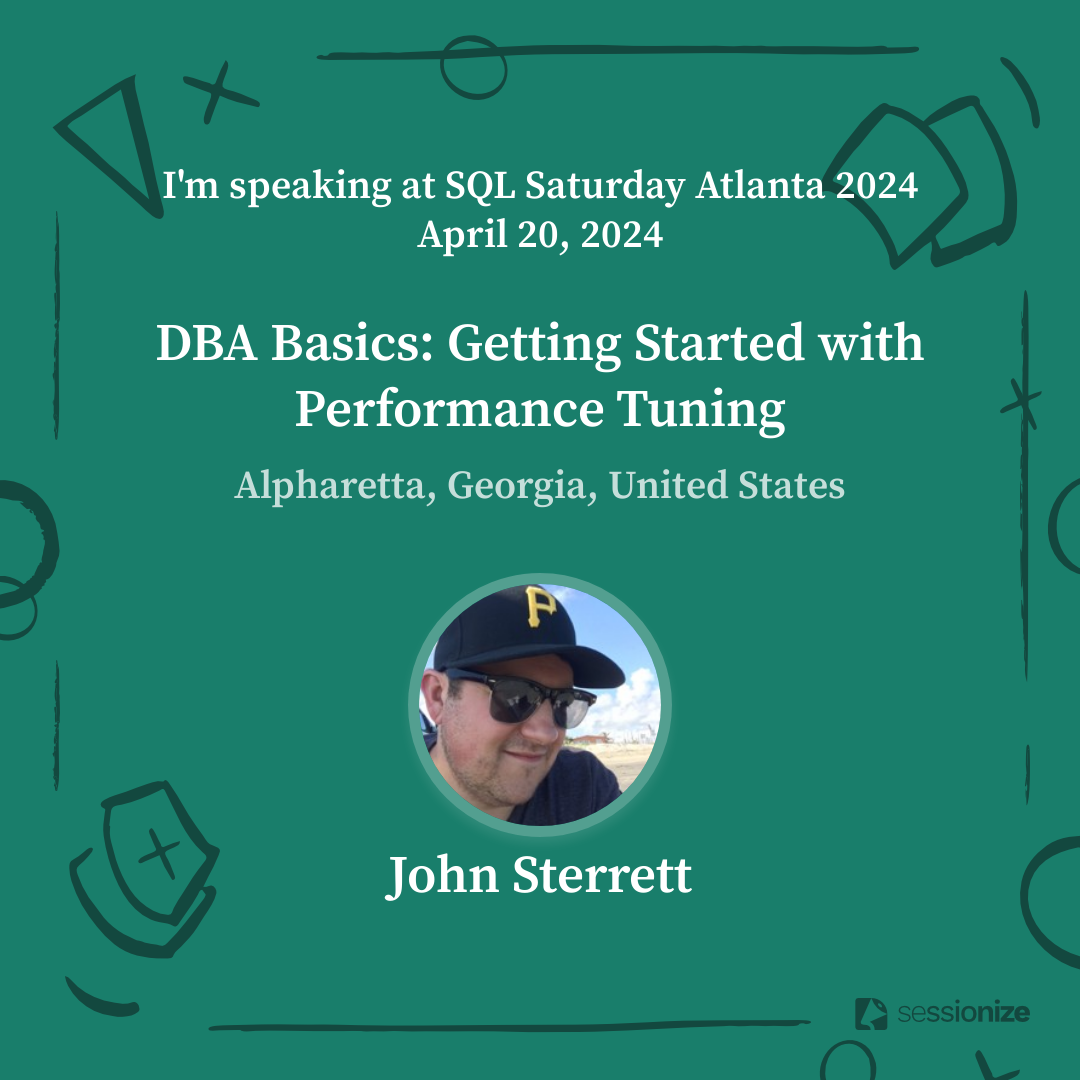 I'm speaking at SQL Saturday Atlanta 2024
April 20, 2024
DBA Basics: Getting Started with
Performance Tuning
Alpharetta, Georgia, United States
P
John Sterrett
sessionize